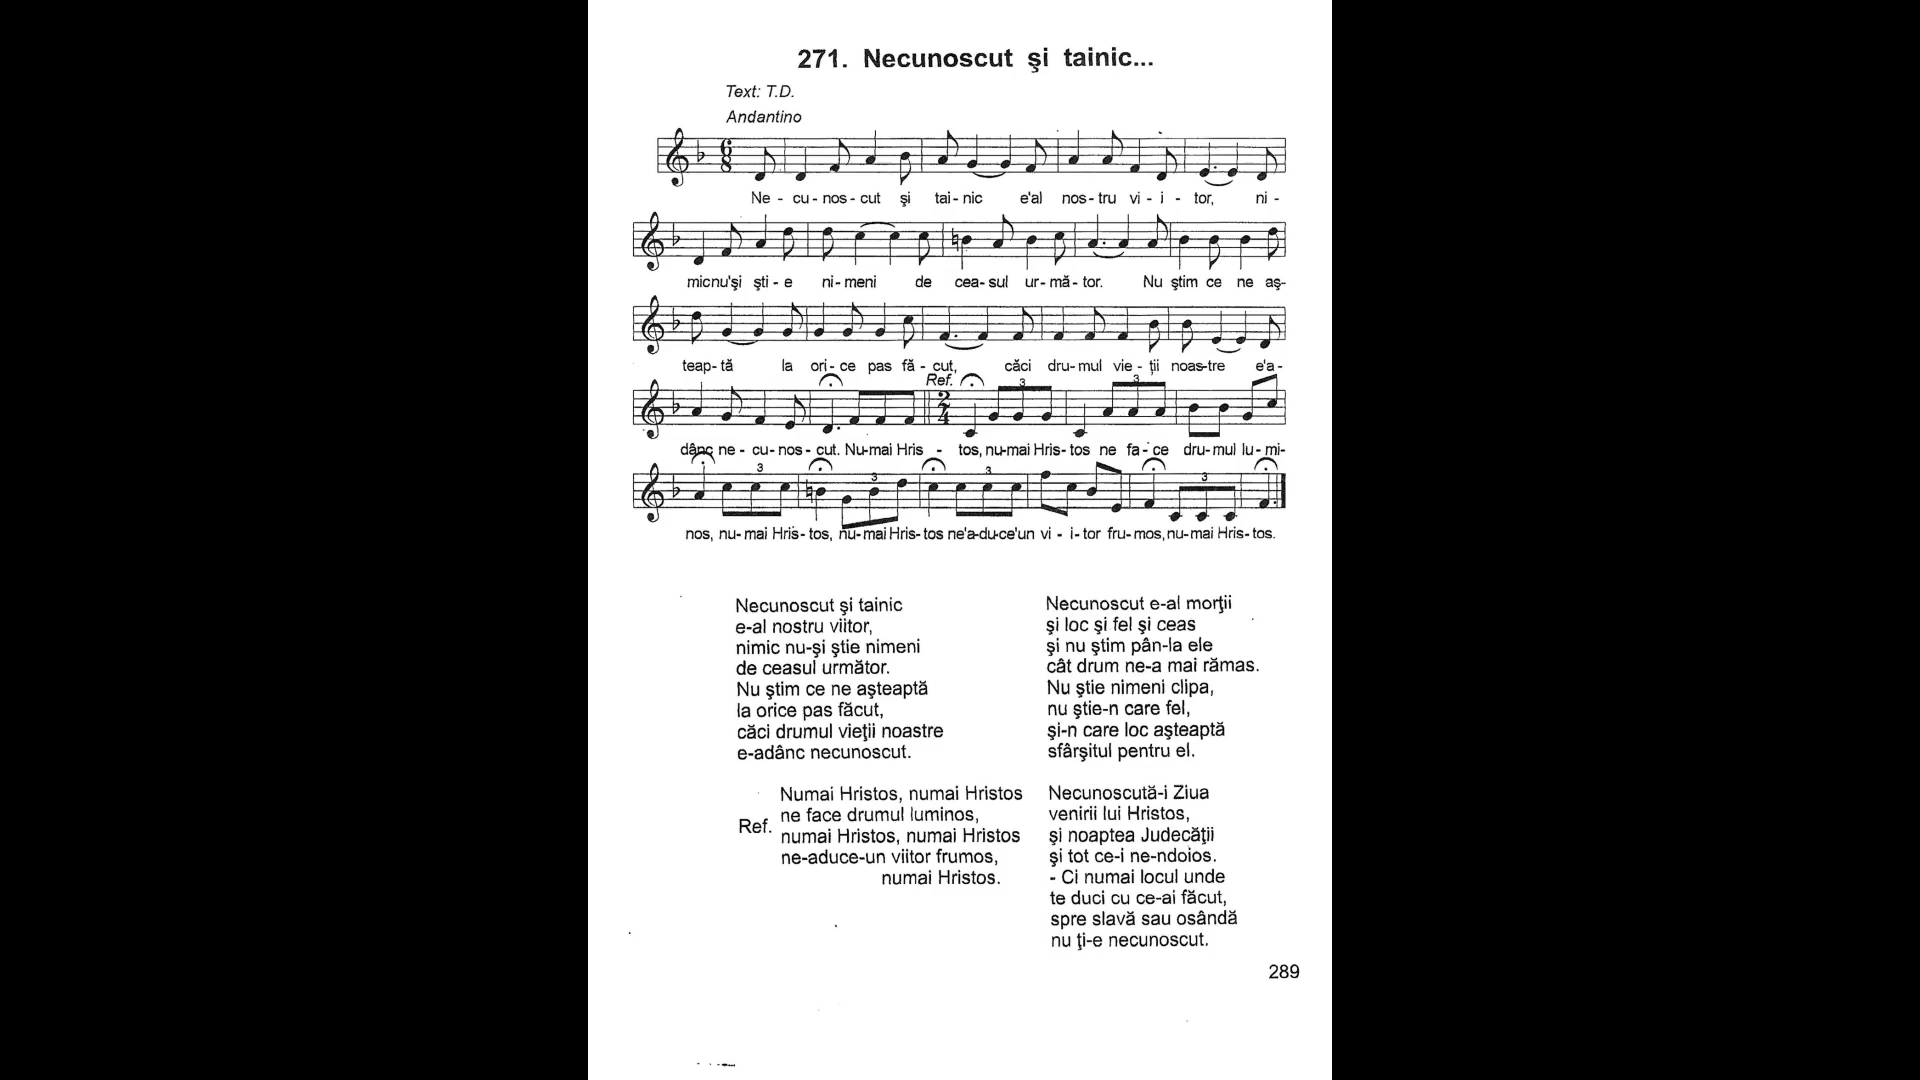 271. Necunoscut şi tainic...
Text: T.D.
Andantino
6
8
Ne - cu - nos - cut şi tai - nic e'al nos - tru vi - i - tor, ni -
micnu'şi şti - e ni - meni de cea - sul ur - mă - tor. Nu ştim ce ne aş-
teap - tă la ori - ce pas fă - cut, căci dru - mul vie - ţii noas-tre e'a -
Ref. 3 3
2
4
dânc ne - cu - nos - cut. Nu-mai Hris - tos, nu-mai Hris - tos ne fa - ce dru-mul lu - mi-
3 3 3 3
nos, nu-mai Hris - tos, nu-mai Hris - tos ne'a-du-ce'un vi - i - tor fru-mos, nu-mai Hris- tos.
Necunoscut şi tainic
e-al nostru viitor,
nimic nu-şi ştie nimeni
de ceasul următor.
Nu ştim ce ne aşteaptă
la orice pas făcut,
căci drumul vieţii noastre
e-adânc necunoscut.
Ref.
Numai Hristos, numai Hristos
ne face drumul luminos,
numai Hristos, numai Hristos
ne-aduce-un viitor frumos,
numai Hristos.
Necunoscut e-al morţii
şi loc şi fel şi ceas
şi nu ştim pân-la ele
cât drum ne-a mai rămas.
Nu ştie nimeni clipa,
nu ştie-n care fel,
şi-n care loc aşteaptă
sfârşitul pentru el.
Necunoscută-i Ziua
venirii lui Hristos,
şi noaptea Judecăţii
şi tot ce-i ne-ndoios.
- Ci numai locul unde
te duci cu ce-ai făcut,
spre slavă sau osândă
nu ţi-e necunoscut.
289